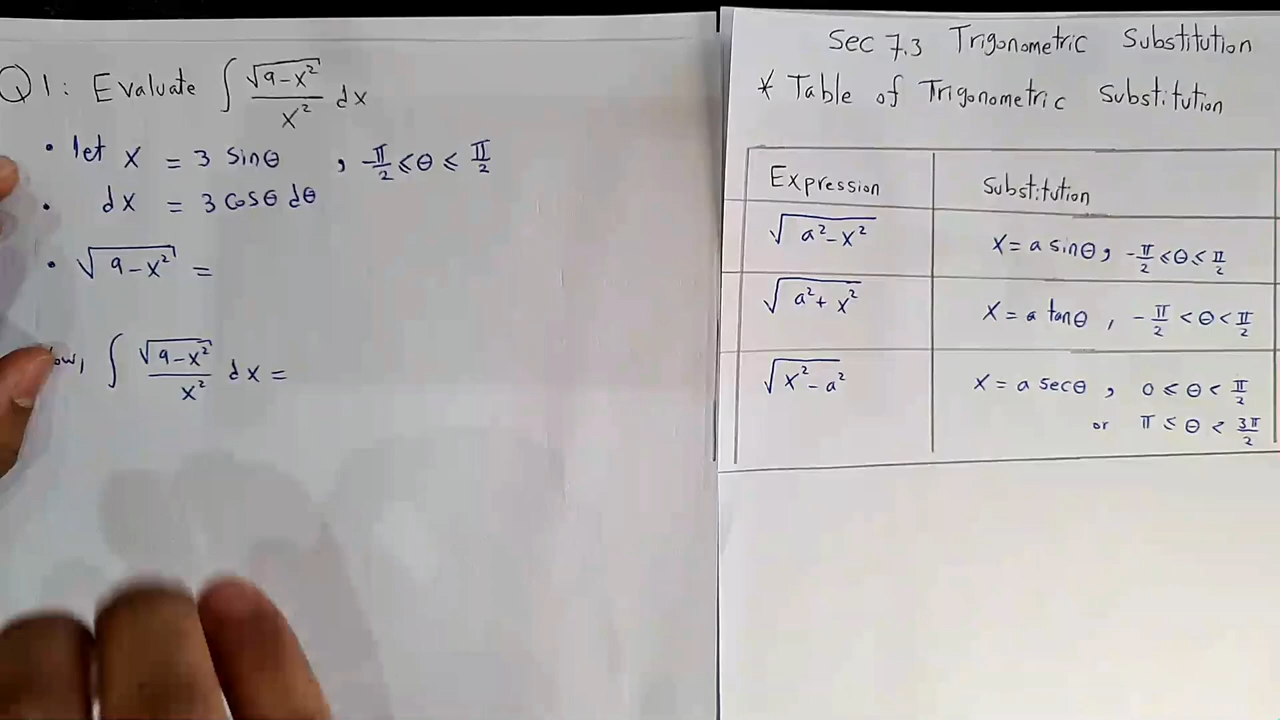 Q1: Evaluate ∫ √(9-x²)/x² dx
• let x = 3 sinθ , -π/2 ≤ θ ≤ π/2
• dx = 3 cosθ dθ
• √(9-x²) =
∫ √(9-x²)/x² dx =
Sec 7.3 Trigonometric Substitution
* Table of Trigonometric Substitution
Expression Substitution
√(a²-x²) x = a sinθ, -π/2 ≤ θ ≤ π/2
√(a²+x²) x = a tanθ, -π/2 < θ < π/2
√(x²-a²) x = a secθ, 0 ≤ θ < π/2
or π ≤ θ < 3π/2